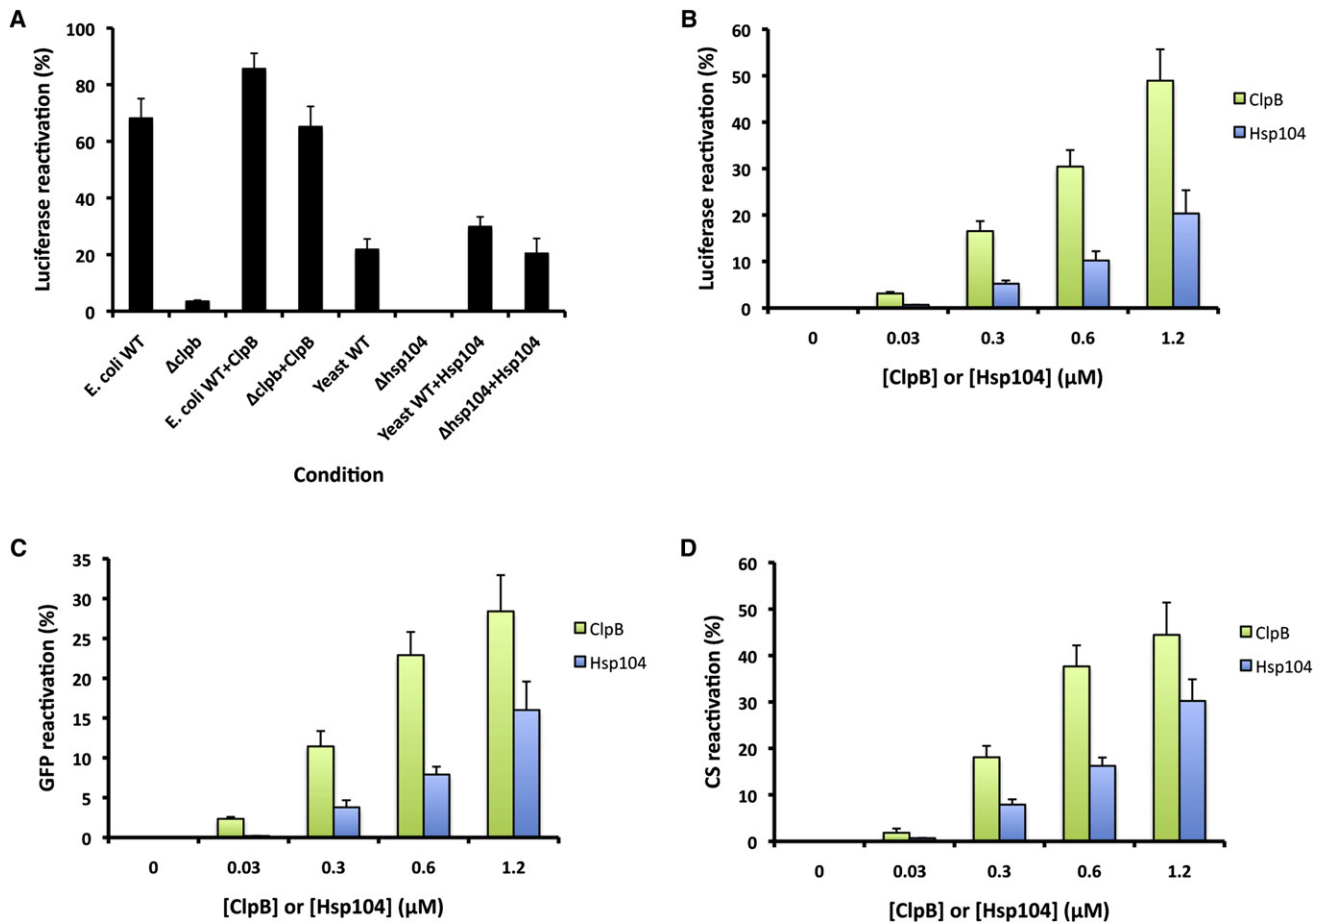 A
Luciferase reactivation (%)
100
80
60
40
20
0
E. coli WT
Δclpb
E. coli WT+ClpB
Δclpb+ClpB
Yeast WT
Δhsp104
Yeast WT+Hsp104
Δhsp104+Hsp104
Condition
B
Luciferase reactivation (%)
60
50
40
30
20
10
0
0 0.03 0.3 0.6 1.2
[ClpB] or [Hsp104] (μM)
ClpB
Hsp104
C
GFP reactivation (%)
35
30
25
20
15
10
5
0
0 0.03 0.3 0.6 1.2
[ClpB] or [Hsp104] (μM)
ClpB
Hsp104
D
CS reactivation (%)
60
50
40
30
20
10
0
0 0.03 0.3 0.6 1.2
[ClpB] or [Hsp104] (μM)
ClpB
Hsp104